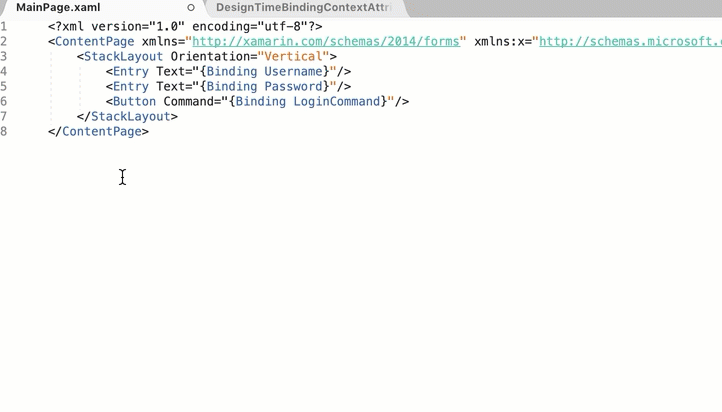 MainPage.xaml
DesignTimeBindingContextAttri
1 <?xml version="1.0" encoding="utf-8"?>
2 <ContentPage xmlns="http://xamarin.com/schemas/2014/forms" xmlns:x="http://schemas.microsoft.c
3 <StackLayout Orientation="Vertical">
4 <Entry Text="{Binding Username}"/>
5 <Entry Text="{Binding Password}"/>
6 <Button Command="{Binding LoginCommand}"/>
7 </StackLayout>
8 </ContentPage>